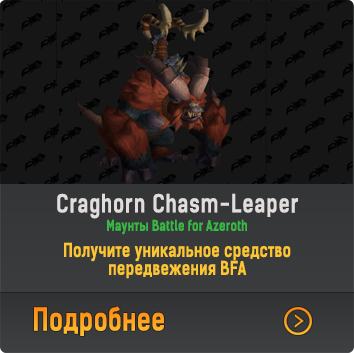 Craghorn Chasm-Leaper
Маунты Battle for Azeroth
Получите уникальное средство
передвежения BFA
Подробнее